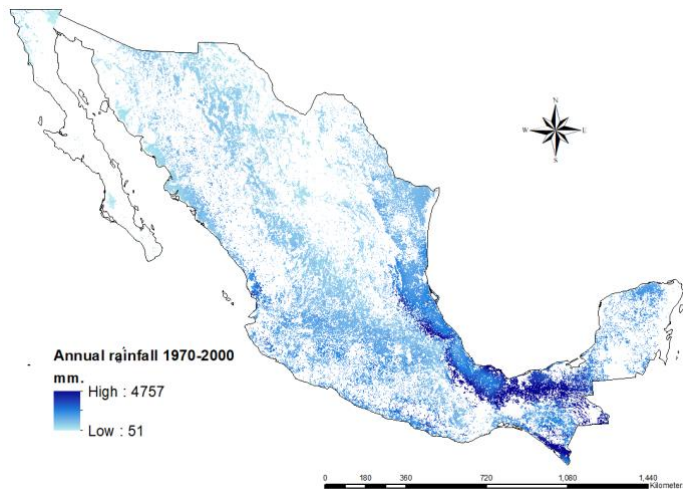 N
W
E
S
Annual rainfall 1970-2000
mm.
High : 4757
Low : 51
0 180 360 720 1,080 1,440
Kilometer